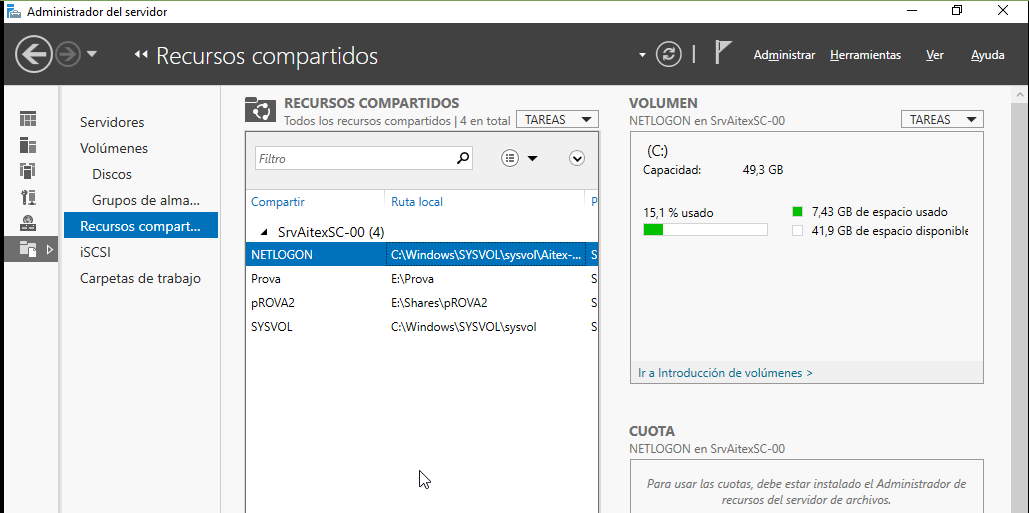 Administrador del servidor
Recursos compartidos
Administrar Herramientas Ver Ayuda
Servidores
Volúmenes
Discos
Grupos de alma...
Recursos compart...
iSCSI
Carpetas de trabajo
RECURSOS COMPARTIDOS
Todos los recursos compartidos | 4 en total
TAREAS
Filtro
Compartir Ruta local P
SrvAitexSC-00 (4)
NETLOGON C:\Windows\SYSVOL\sysvol\Aitex-... S
Prova E:\Prova S
pROVA2 E:\Shares\pROVA2 S
SYSVOL C:\Windows\SYSVOL\sysvol S
VOLUMEN
NETLOGON en SrvAitexSC-00
TAREAS
(C:)
Capacidad: 49,3 GB
15,1 % usado
7,43 GB de espacio usado
41,9 GB de espacio disponible
Ir a Introducción de volúmenes >
CUOTA
NETLOGON en SrvAitexSC-00
Para usar las cuotas, debe estar instalado el Administrador de
recursos del servidor de archivos.